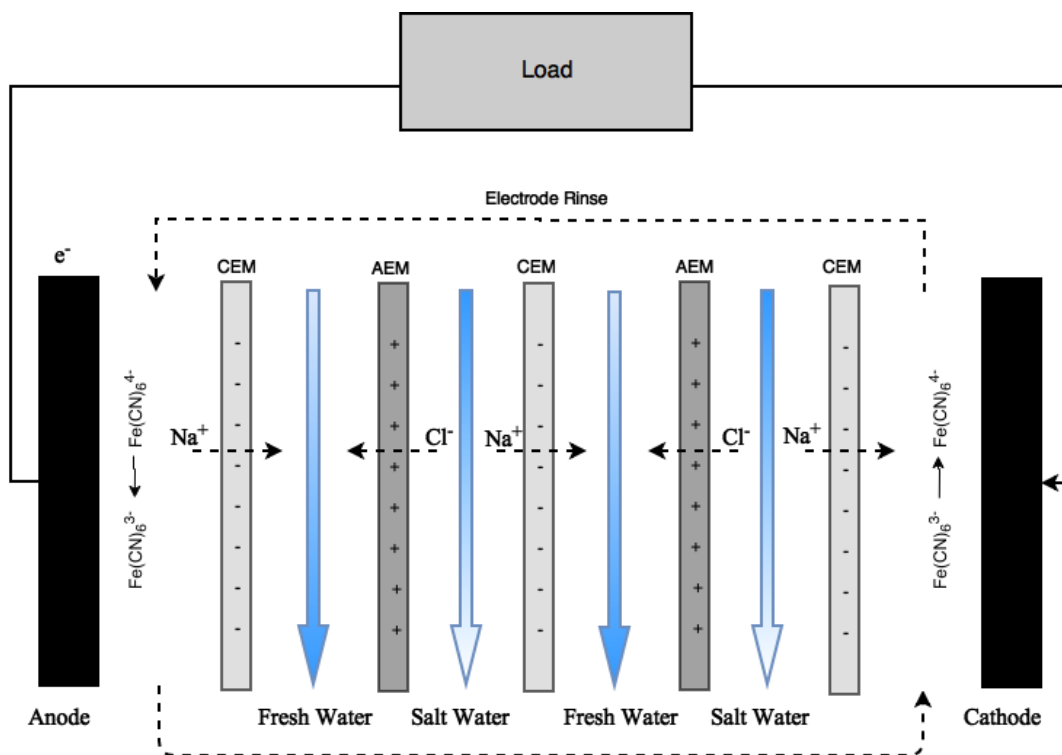 Load
Electrode Rinse
e⁻
CEM
AEM
CEM
AEM
CEM
Fe(CN)₆⁴⁻
Fe(CN)₆³⁻
Na⁺
Cl⁻
Na⁺
Cl⁻
Na⁺
Fe(CN)₆⁴⁻
Fe(CN)₆³⁻
- - - - - - - -
+ + + + + + + +
- - - - - - - -
+ + + + + + + +
- - - - - - - -
Anode
Fresh Water
Salt Water
Fresh Water
Salt Water
Cathode